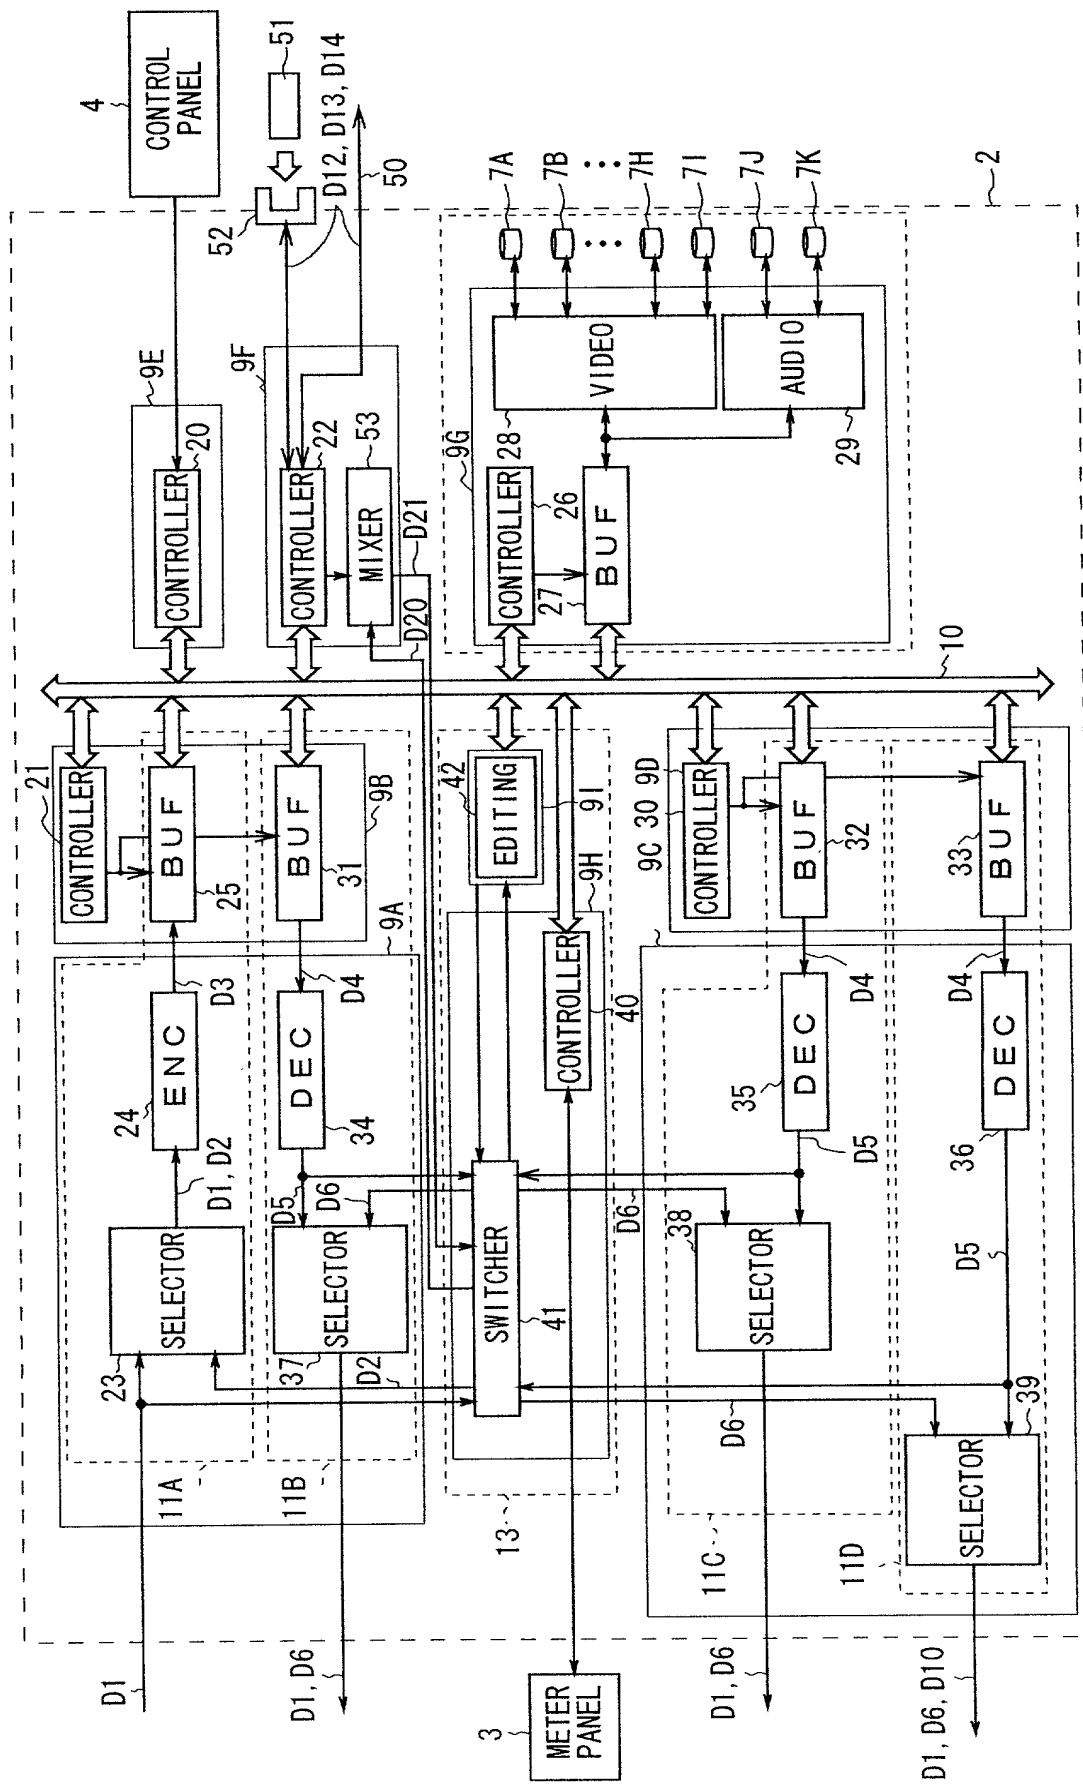 4
CONTROL
PANEL
51
52
D12, D13, D14
50
2
9E
20
CONTROLLER
9F
22
CONTROLLER
53
MIXER
D21
D20
9G
CONTROLLER
26
27
BUF
28
VIDEO
29
AUDIO
7A
7B
7H
7I
7J
7K
10
21
CONTROLLER
BUF
25
BUF
31
9B
9A
42
EDITING
9I
9H
CONTROLLER
40
9C
30
9D
CONTROLLER
BUF
32
33
BUF
D3
24
ENC
D1, D2
D4
DEC
34
D5
D6
23
SELECTOR
37
SELECTOR
D2
SWITCHER
41
D4
35
DEC
D5
D4
DEC
36
D5
D6
38
SELECTOR
D6
39
SELECTOR
11A
11B
13
11C
11D
D1
D1, D6
3
METER
PANEL
D1, D6
D1, D6, D10